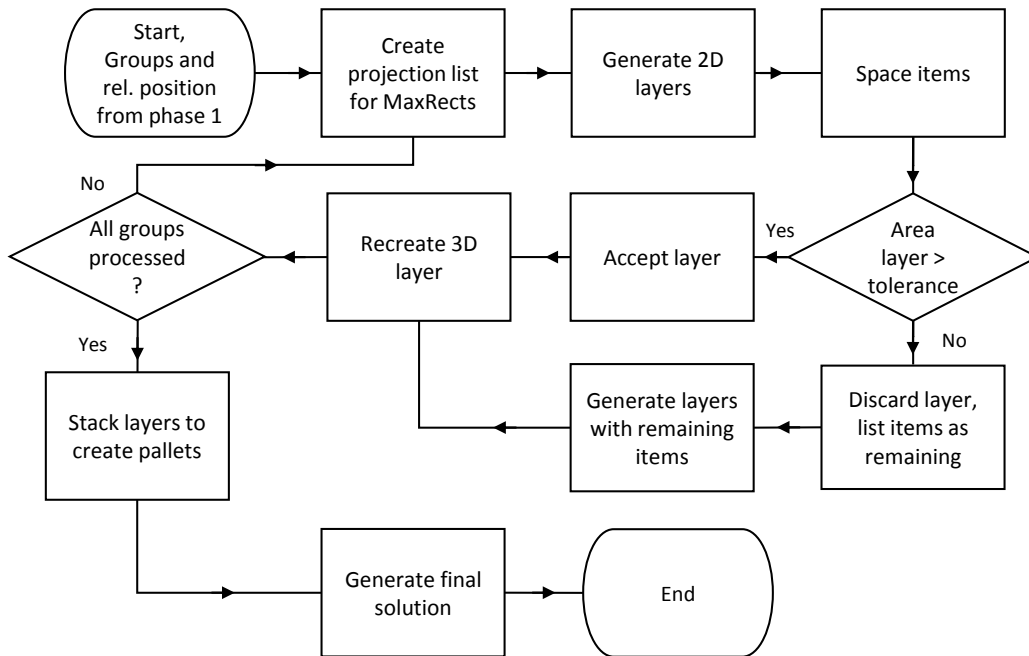 Start,
Groups and
rel. position
from phase 1
Create
projection list
for MaxRects
Generate 2D
layers
Space items
No
All groups
processed
?
Recreate 3D
layer
Accept layer
Yes
Area
layer >
tolerance
Yes
No
Stack layers to
create pallets
Generate layers
with remaining
items
Discard layer,
list items as
remaining
Generate final
solution
End